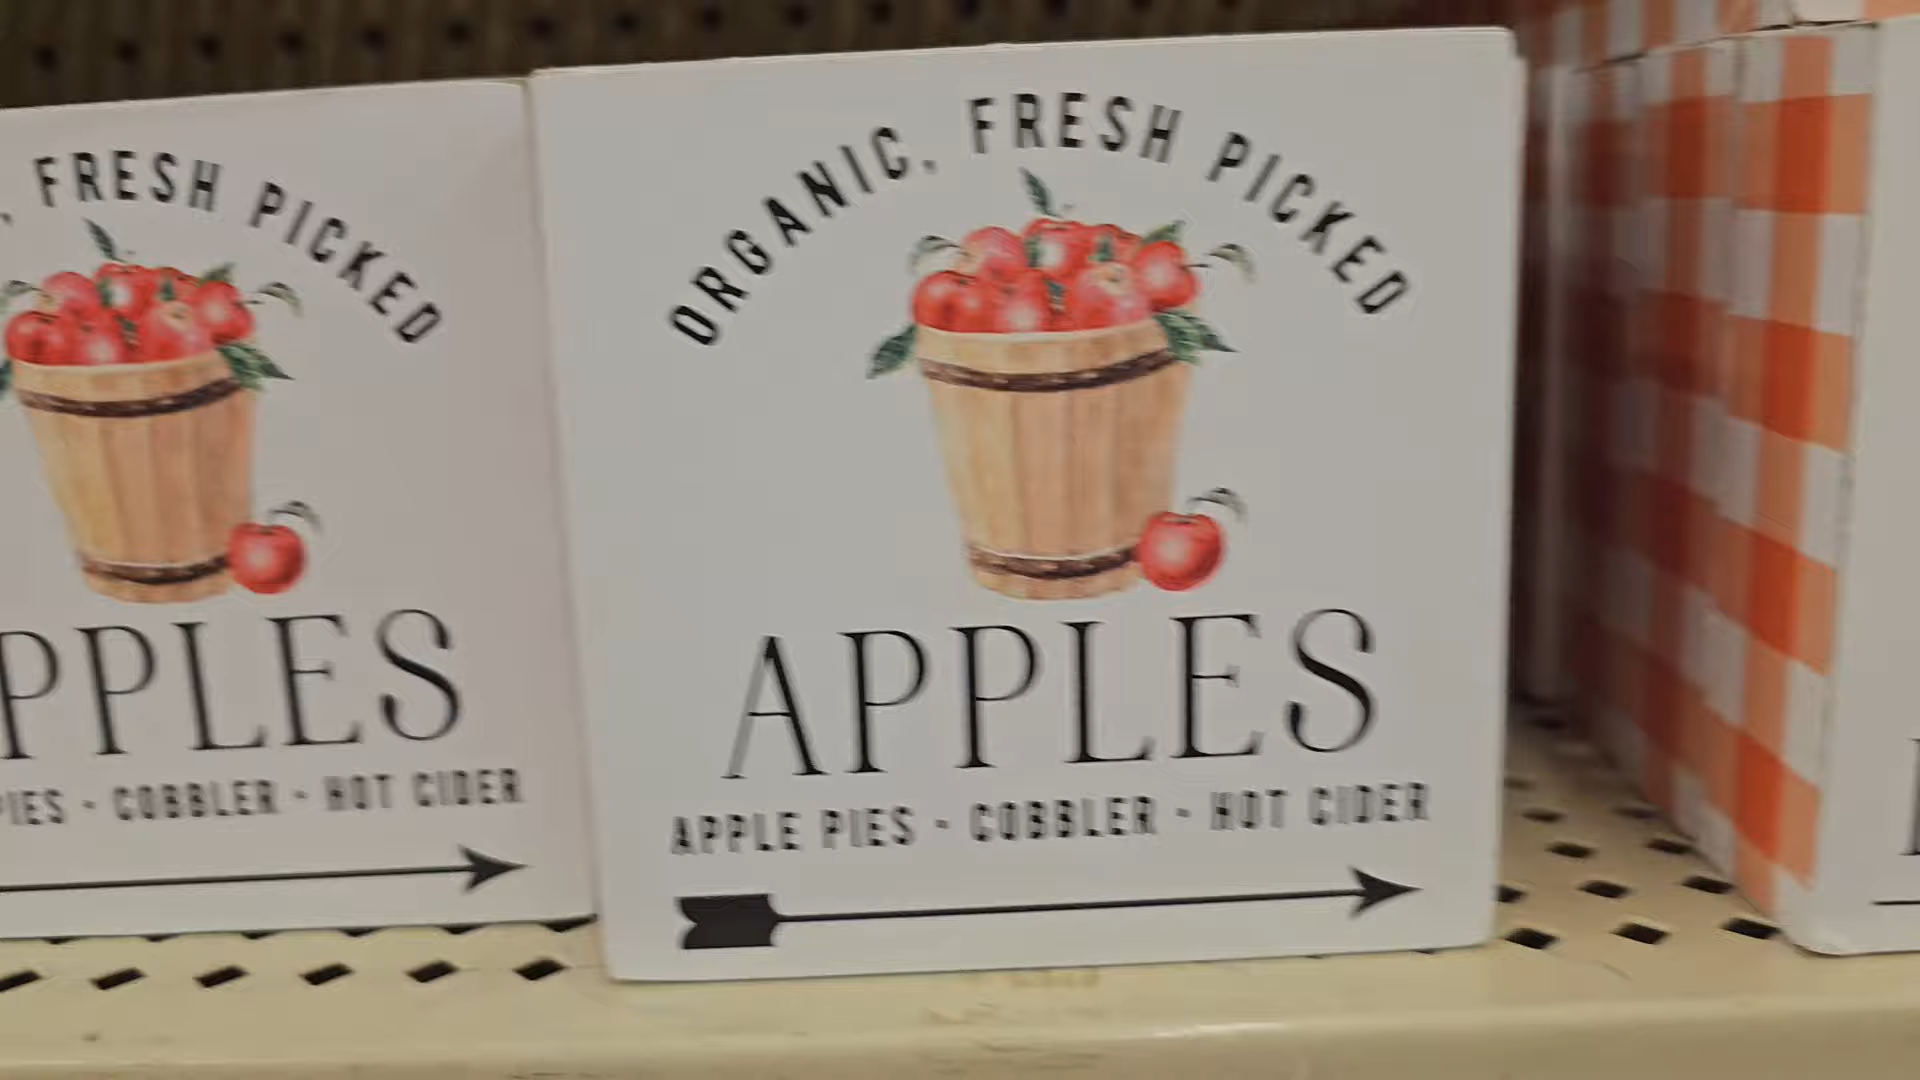 , FRESH PICKED
PPLES
PIES - COBBLER - HOT CIDER
ORGANIC, FRESH PICKED
APPLES
APPLE PIES - COBBLER - HOT CIDER